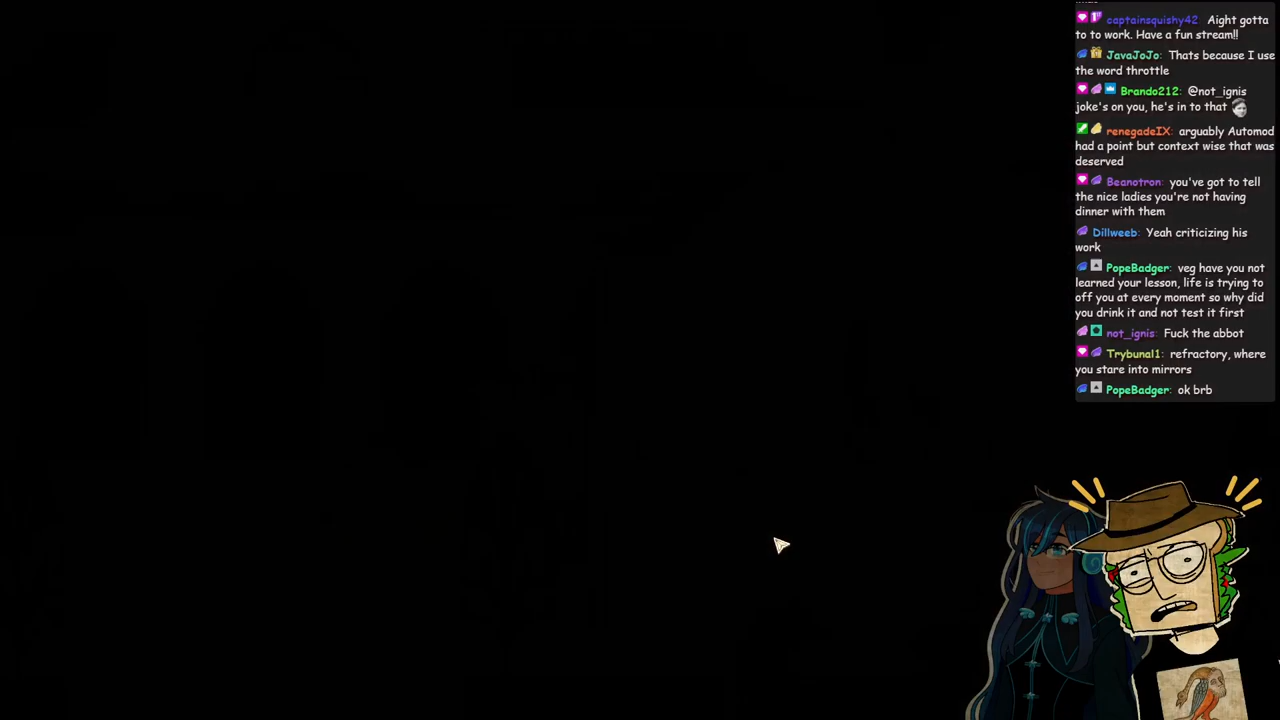 captainsquishy42 Aight gotta
to to work. Have a fun stream!!
JavaJoJo: Thats because I use
the word throttle
Brando212: @not_ignis
joke's on you, he's in to that
renegadeIX: arguably Automod
had a point but context wise that was
deserved
Beanotron: you've got to tell
the nice ladies you're not having
dinner with them
Dillweeb: Yeah criticizing his
work
PopeBadger: veg have you not
learned your lesson, life is trying to
off you at every moment so why did
you drink it and not test it first
not_ignis: Fuck the abbot
Trybunal1: refractory, where
you stare into mirrors
PopeBadger: ok brb